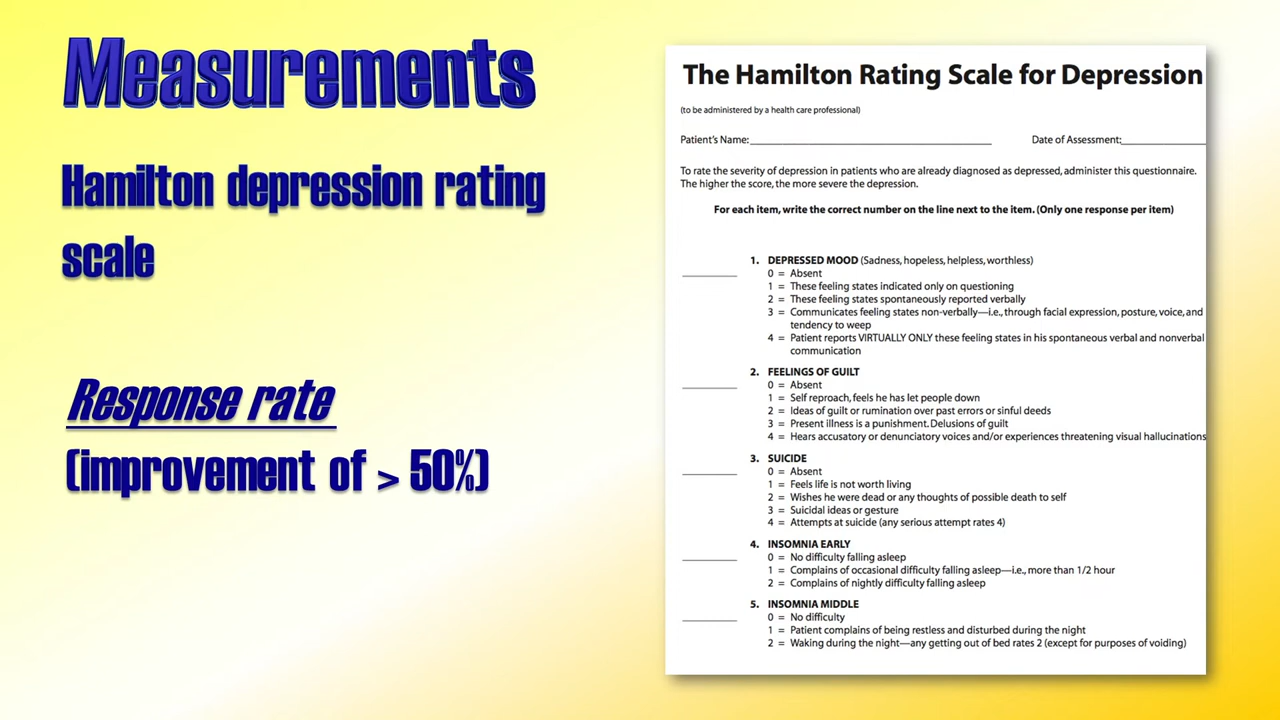 Measurements
Hamilton depression rating
scale
Response rate
(improvement of > 50%)
The Hamilton Rating Scale for Depression
(to be administered by a health care professional)
Patient's Name:
Date of Assessment:
To rate the severity of depression in patients who are already diagnosed as depressed, administer this questionnaire.
The higher the score, the more severe the depression.
For each item, write the correct number on the line next to the item. (Only one response per item)
1. DEPRESSED MOOD (Sadness, hopeless, helpless, worthless)
0 = Absent
1 = These feeling states indicated only on questioning
2 = These feeling states spontaneously reported verbally
3 = Communicates feeling states non-verbally—i.e., through facial expression, posture, voice, and
tendency to weep
4 = Patient reports VIRTUALLY ONLY these feeling states in his spontaneous verbal and nonverbal
communication
2. FEELINGS OF GUILT
0 = Absent
1 = Self reproach, feels he has let people down
2 = Ideas of guilt or rumination over past errors or sinful deeds
3 = Present illness is a punishment. Delusions of guilt
4 = Hears accusatory or denunciatory voices and/or experiences threatening visual hallucinations
3. SUICIDE
0 = Absent
1 = Feels life is not worth living
2 = Wishes he were dead or any thoughts of possible death to self
3 = Suicidal ideas or gesture
4 = Attempts at suicide (any serious attempt rates 4)
4. INSOMNIA EARLY
0 = No difficulty falling asleep
1 = Complains of occasional difficulty falling asleep—i.e., more than 1/2 hour
2 = Complains of nightly difficulty falling asleep
5. INSOMNIA MIDDLE
0 = No difficulty
1 = Patient complains of being restless and disturbed during the night
2 = Waking during the night—any getting out of bed rates 2 (except for purposes of voiding)